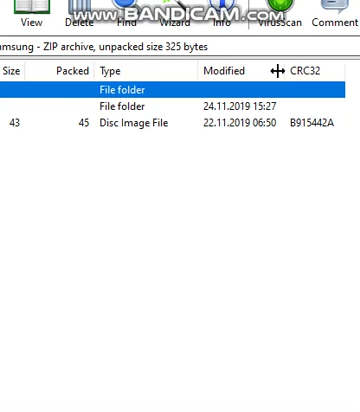 www.BANDICAM.com
View Delete Find Wizard Info VirusScan Comment
amsung - ZIP archive, unpacked size 325 bytes
Size Packed Type Modified CRC32
File folder
File folder 24.11.2019 15:27
43 45 Disc Image File 22.11.2019 06:50 B915442A